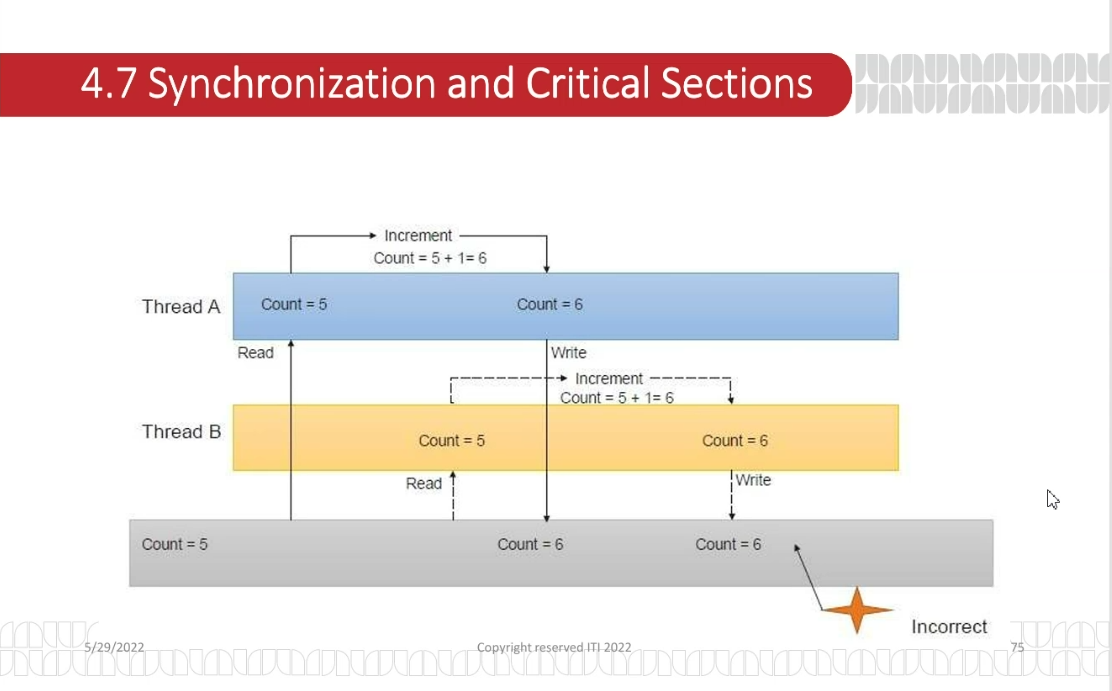 4.7 Synchronization and Critical Sections
Increment
Count = 5 + 1= 6
Thread A
Count = 5
Count = 6
Read
Write
Increment
Count = 5 + 1= 6
Thread B
Count = 5
Count = 6
Read
Write
Count = 5
Count = 6
Count = 6
Incorrect
5/29/2022
Copyright reserved ITI 2022
75